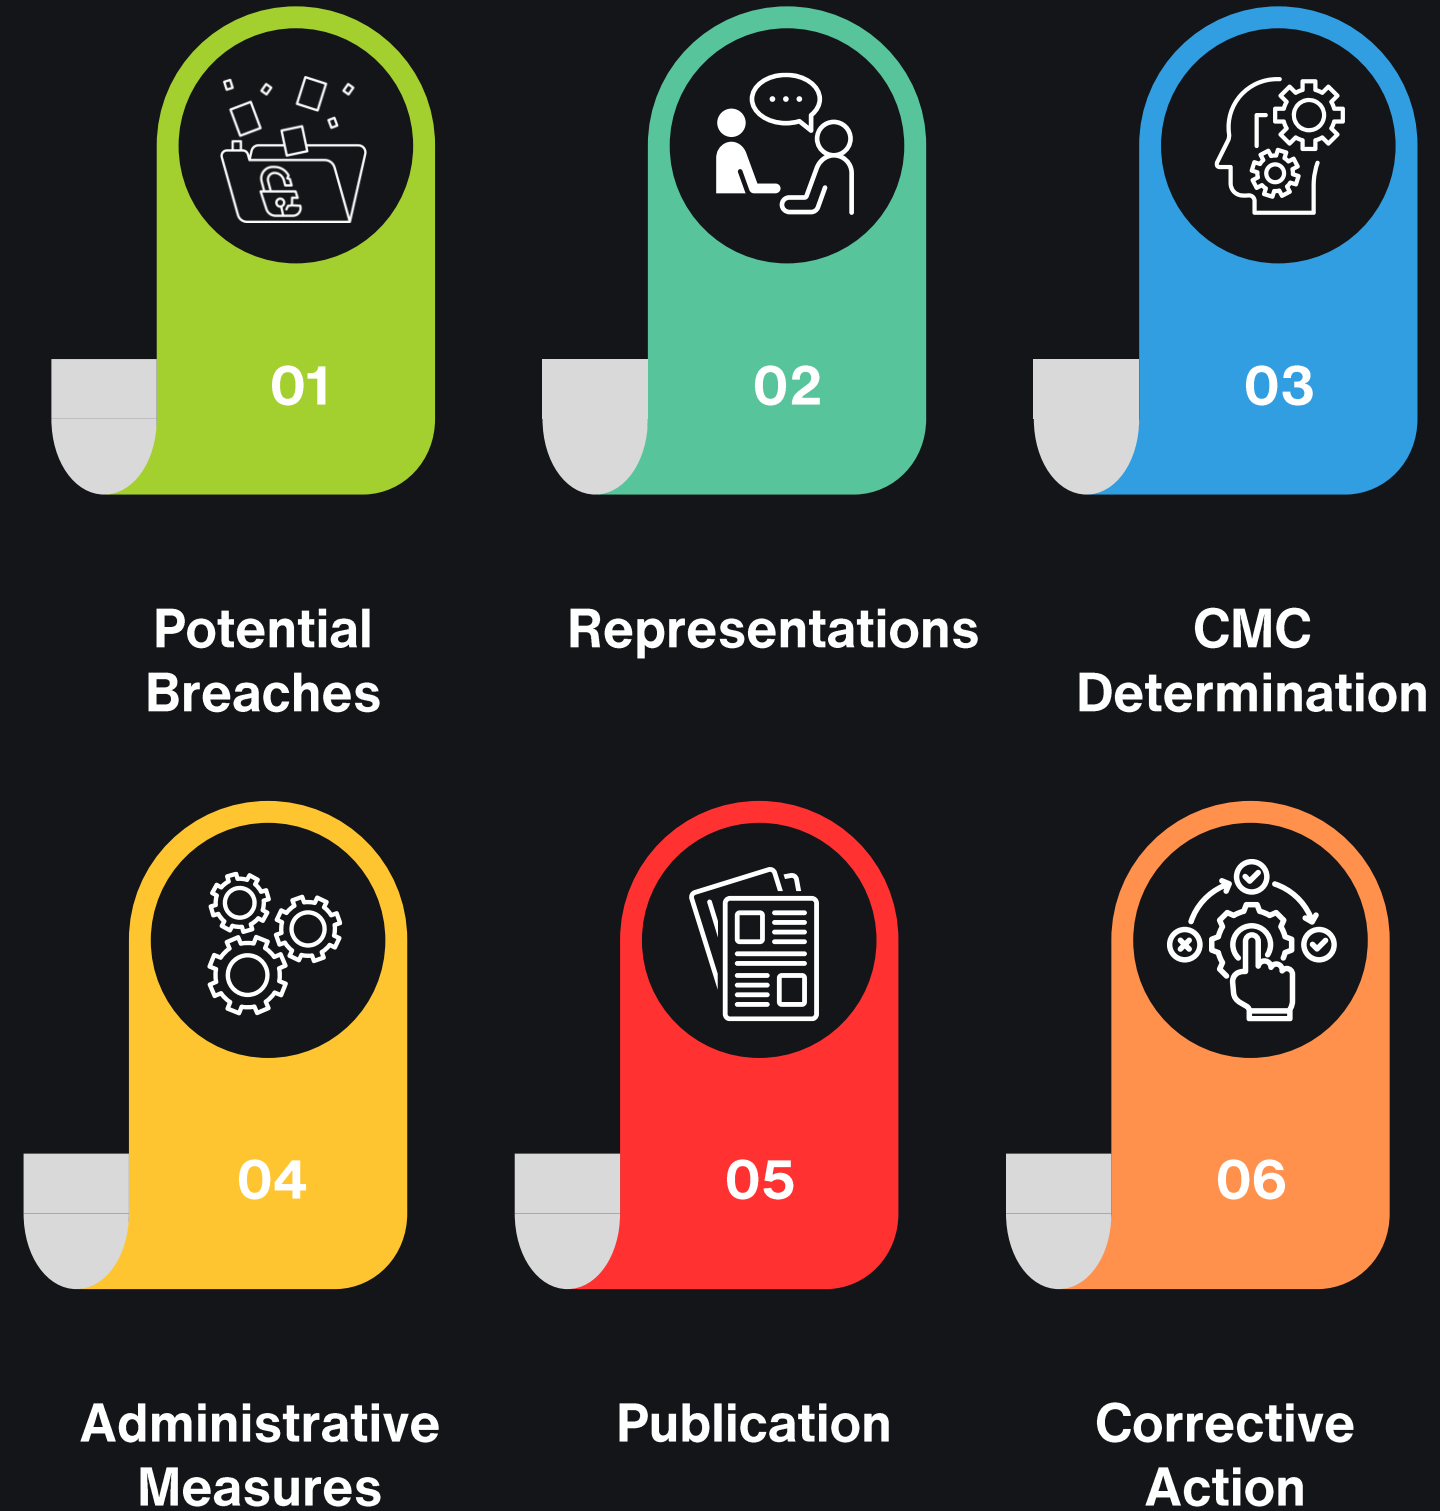 01
02
03
Potential
Breaches
Representations
CMC
Determination
04
05
06
Administrative
Measures
Publication
Corrective
Action